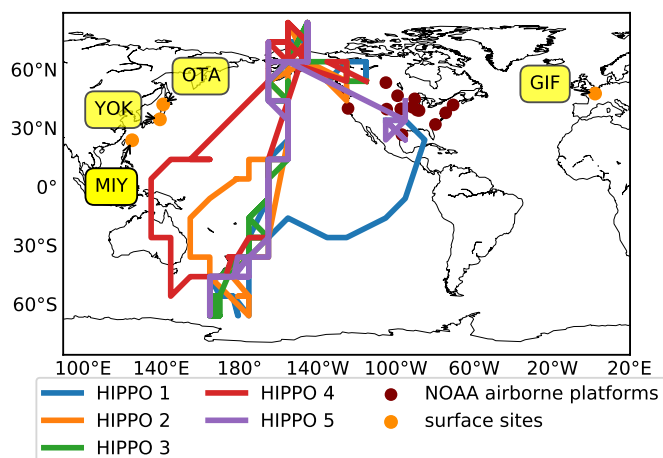 OTA
GIF
YOK
MIY
60°N
30°N
0°
30°S
60°S
100°E 140°E 180° 140°W 100°W 60°W 20°W 20°E
HIPPO 1 HIPPO 4 NOAA airborne platforms
HIPPO 2 HIPPO 5 surface sites
HIPPO 3